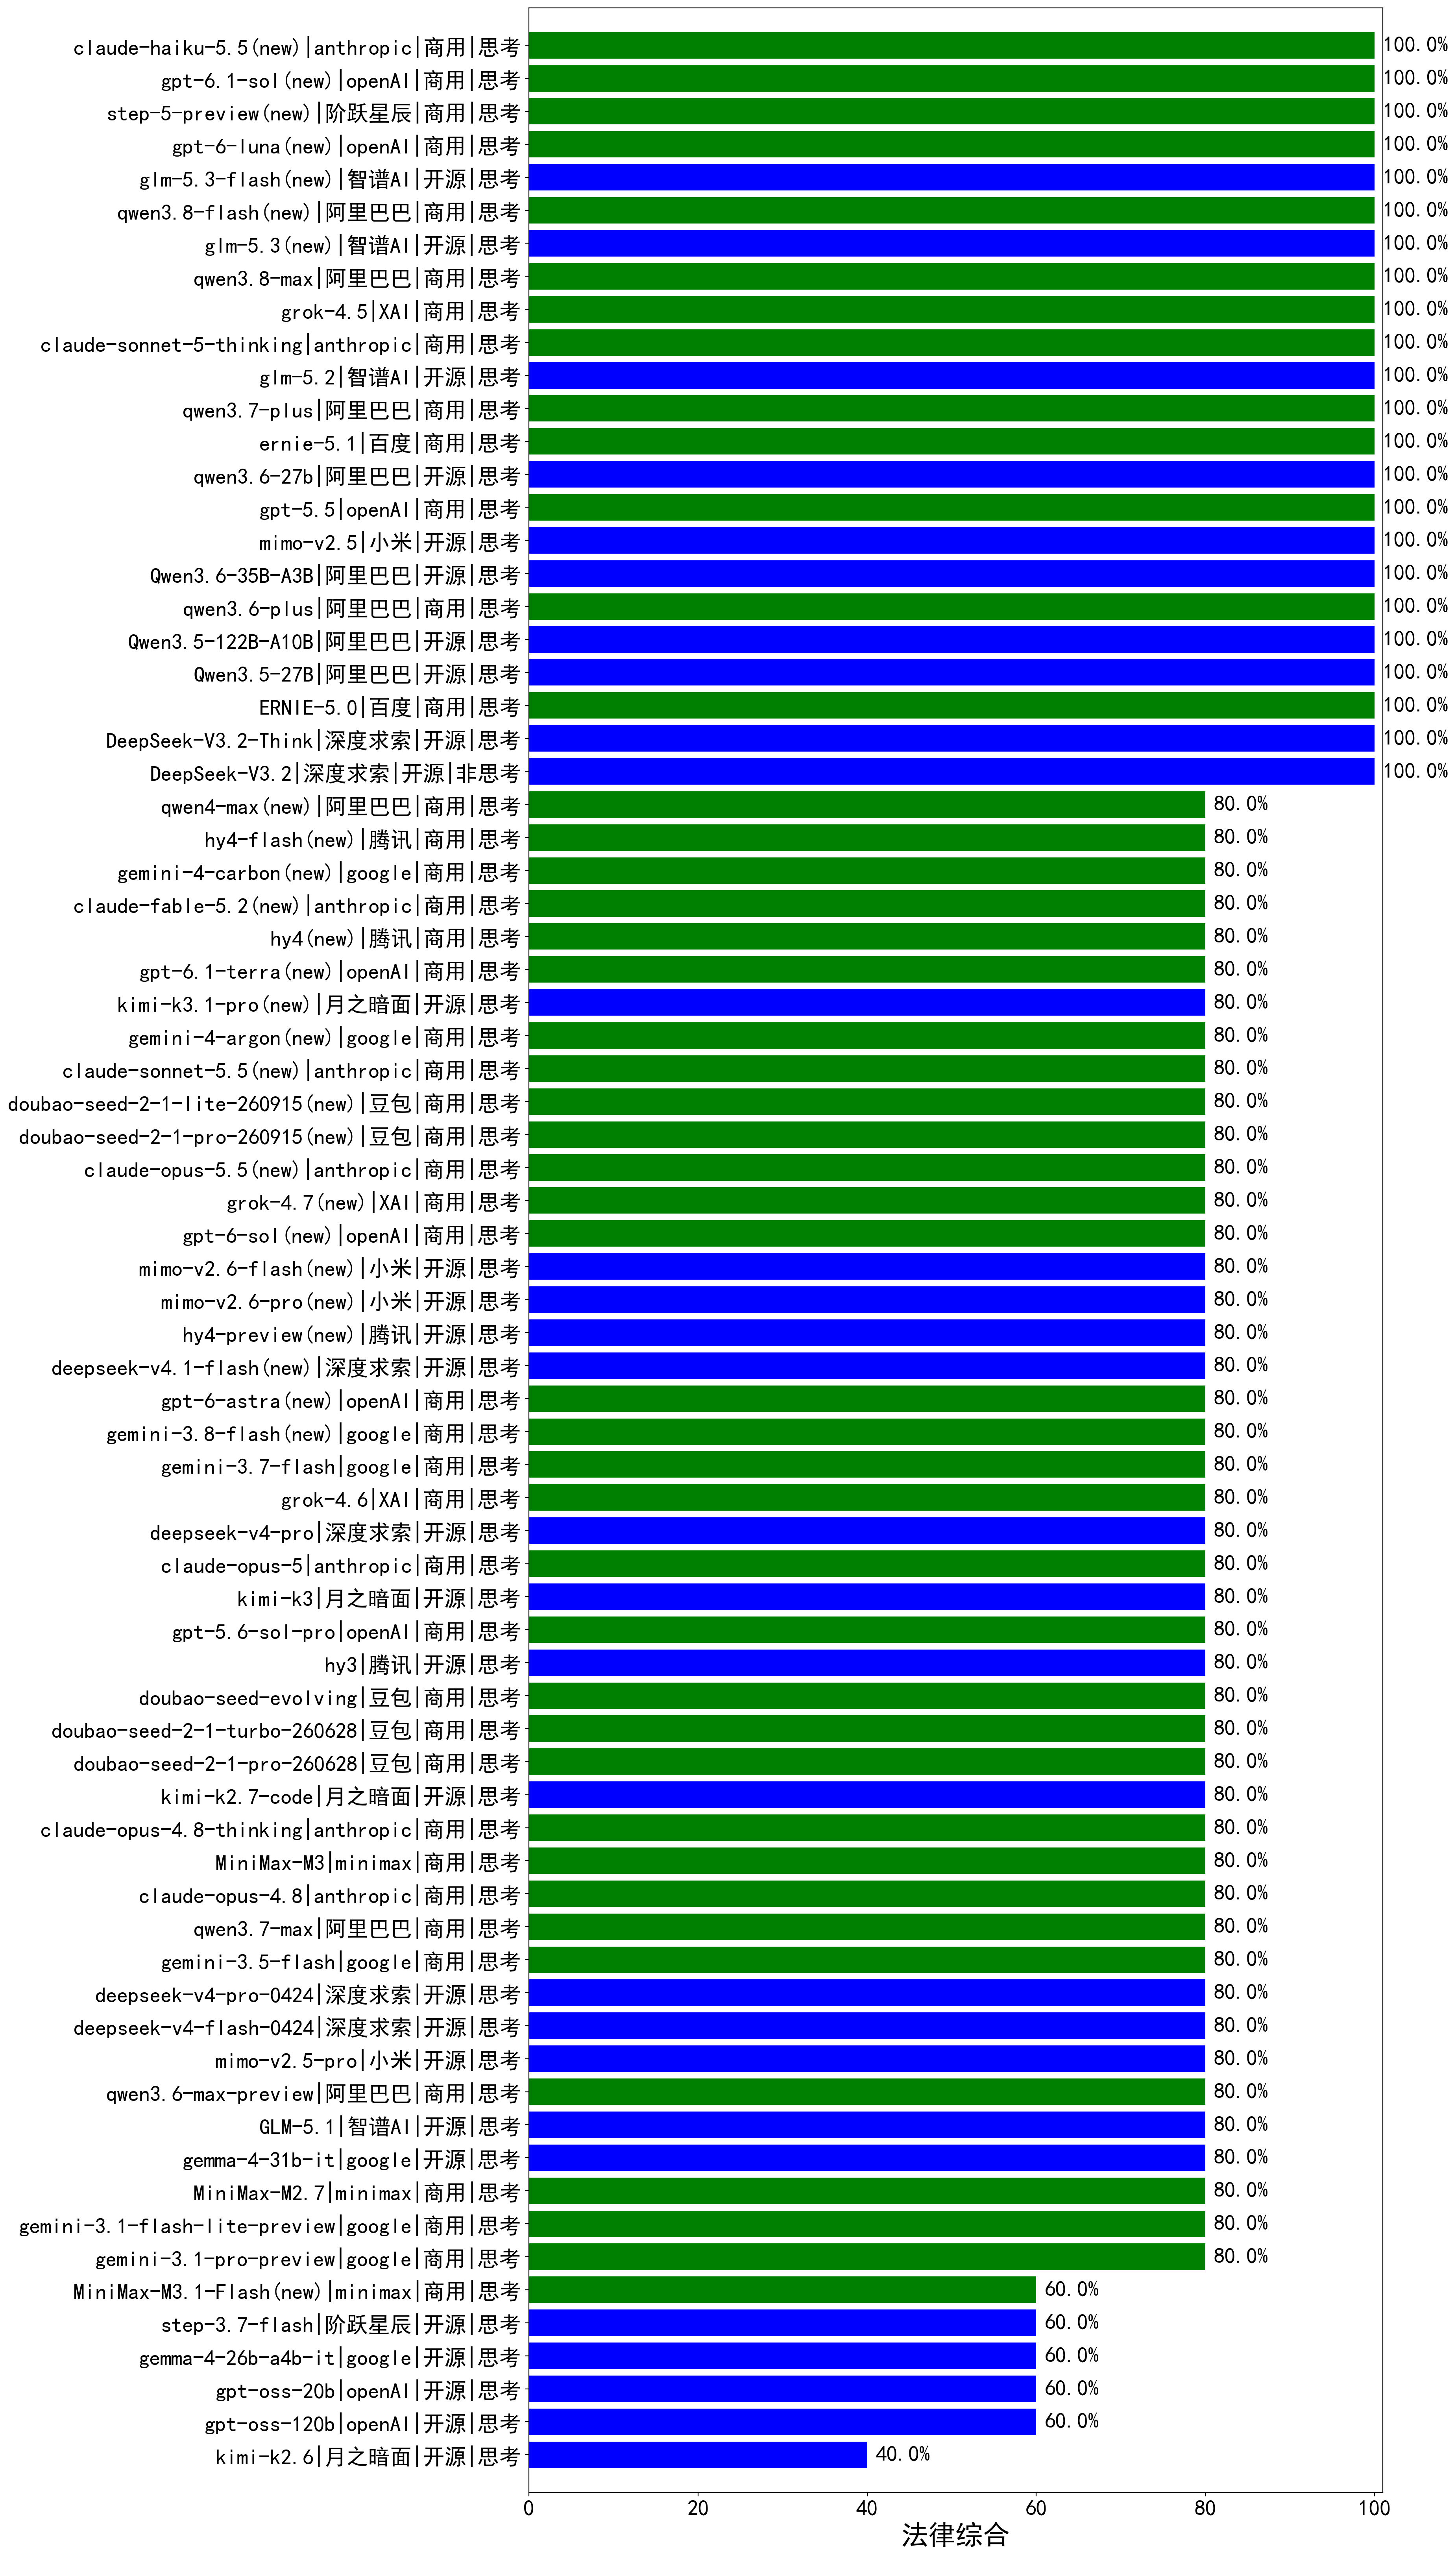 claude-haiku-5.5(new)|anthropic|商用|思考 100.0%
gpt-6.1-sol(new)|openAI|商用|思考 100.0%
step-5-preview(new)|阶跃星辰|商用|思考 100.0%
gpt-6-luna(new)|openAI|商用|思考 100.0%
glm-5.3-flash(new)|智谱AI|开源|思考 100.0%
qwen3.8-flash(new)|阿里巴巴|商用|思考 100.0%
glm-5.3(new)|智谱AI|开源|思考 100.0%
qwen3.8-max|阿里巴巴|商用|思考 100.0%
grok-4.5|XAI|商用|思考 100.0%
claude-sonnet-5-thinking|anthropic|商用|思考 100.0%
glm-5.2|智谱AI|开源|思考 100.0%
qwen3.7-plus|阿里巴巴|商用|思考 100.0%
ernie-5.1|百度|商用|思考 100.0%
qwen3.6-27b|阿里巴巴|开源|思考 100.0%
gpt-5.5|openAI|商用|思考 100.0%
mimo-v2.5|小米|开源|思考 100.0%
Qwen3.6-35B-A3B|阿里巴巴|开源|思考 100.0%
qwen3.6-plus|阿里巴巴|商用|思考 100.0%
Qwen3.5-122B-A10B|阿里巴巴|开源|思考 100.0%
Qwen3.5-27B|阿里巴巴|开源|思考 100.0%
ERNIE-5.0|百度|商用|思考 100.0%
DeepSeek-V3.2-Think|深度求索|开源|思考 100.0%
DeepSeek-V3.2|深度求索|开源|非思考 100.0%
qwen4-max(new)|阿里巴巴|商用|思考 80.0%
hy4-flash(new)|腾讯|商用|思考 80.0%
gemini-4-carbon(new)|google|商用|思考 80.0%
claude-fable-5.2(new)|anthropic|商用|思考 80.0%
hy4(new)|腾讯|商用|思考 80.0%
gpt-6.1-terra(new)|openAI|商用|思考 80.0%
kimi-k3.1-pro(new)|月之暗面|开源|思考 80.0%
gemini-4-argon(new)|google|商用|思考 80.0%
claude-sonnet-5.5(new)|anthropic|商用|思考 80.0%
doubao-seed-2-1-lite-260915(new)|豆包|商用|思考 80.0%
doubao-seed-2-1-pro-260915(new)|豆包|商用|思考 80.0%
claude-opus-5.5(new)|anthropic|商用|思考 80.0%
grok-4.7(new)|XAI|商用|思考 80.0%
gpt-6-sol(new)|openAI|商用|思考 80.0%
mimo-v2.6-flash(new)|小米|开源|思考 80.0%
mimo-v2.6-pro(new)|小米|开源|思考 80.0%
hy4-preview(new)|腾讯|开源|思考 80.0%
deepseek-v4.1-flash(new)|深度求索|开源|思考 80.0%
gpt-6-astra(new)|openAI|商用|思考 80.0%
gemini-3.8-flash(new)|google|商用|思考 80.0%
gemini-3.7-flash|google|商用|思考 80.0%
grok-4.6|XAI|商用|思考 80.0%
deepseek-v4-pro|深度求索|开源|思考 80.0%
claude-opus-5|anthropic|商用|思考 80.0%
kimi-k3|月之暗面|开源|思考 80.0%
gpt-5.6-sol-pro|openAI|商用|思考 80.0%
hy3|腾讯|开源|思考 80.0%
doubao-seed-evolving|豆包|商用|思考 80.0%
doubao-seed-2-1-turbo-260628|豆包|商用|思考 80.0%
doubao-seed-2-1-pro-260628|豆包|商用|思考 80.0%
kimi-k2.7-code|月之暗面|开源|思考 80.0%
claude-opus-4.8-thinking|anthropic|商用|思考 80.0%
MiniMax-M3|minimax|商用|思考 80.0%
claude-opus-4.8|anthropic|商用|思考 80.0%
qwen3.7-max|阿里巴巴|商用|思考 80.0%
gemini-3.5-flash|google|商用|思考 80.0%
deepseek-v4-pro-0424|深度求索|开源|思考 80.0%
deepseek-v4-flash-0424|深度求索|开源|思考 80.0%
mimo-v2.5-pro|小米|开源|思考 80.0%
qwen3.6-max-preview|阿里巴巴|商用|思考 80.0%
GLM-5.1|智谱AI|开源|思考 80.0%
gemma-4-31b-it|google|开源|思考 80.0%
MiniMax-M2.7|minimax|商用|思考 80.0%
gemini-3.1-flash-lite-preview|google|商用|思考 80.0%
gemini-3.1-pro-preview|google|商用|思考 80.0%
MiniMax-M3.1-Flash(new)|minimax|商用|思考 60.0%
step-3.7-flash|阶跃星辰|开源|思考 60.0%
gemma-4-26b-a4b-it|google|开源|思考 60.0%
gpt-oss-20b|openAI|开源|思考 60.0%
gpt-oss-120b|openAI|开源|思考 60.0%
kimi-k2.6|月之暗面|开源|思考 40.0%
0 20 40 60 80 100
法律综合